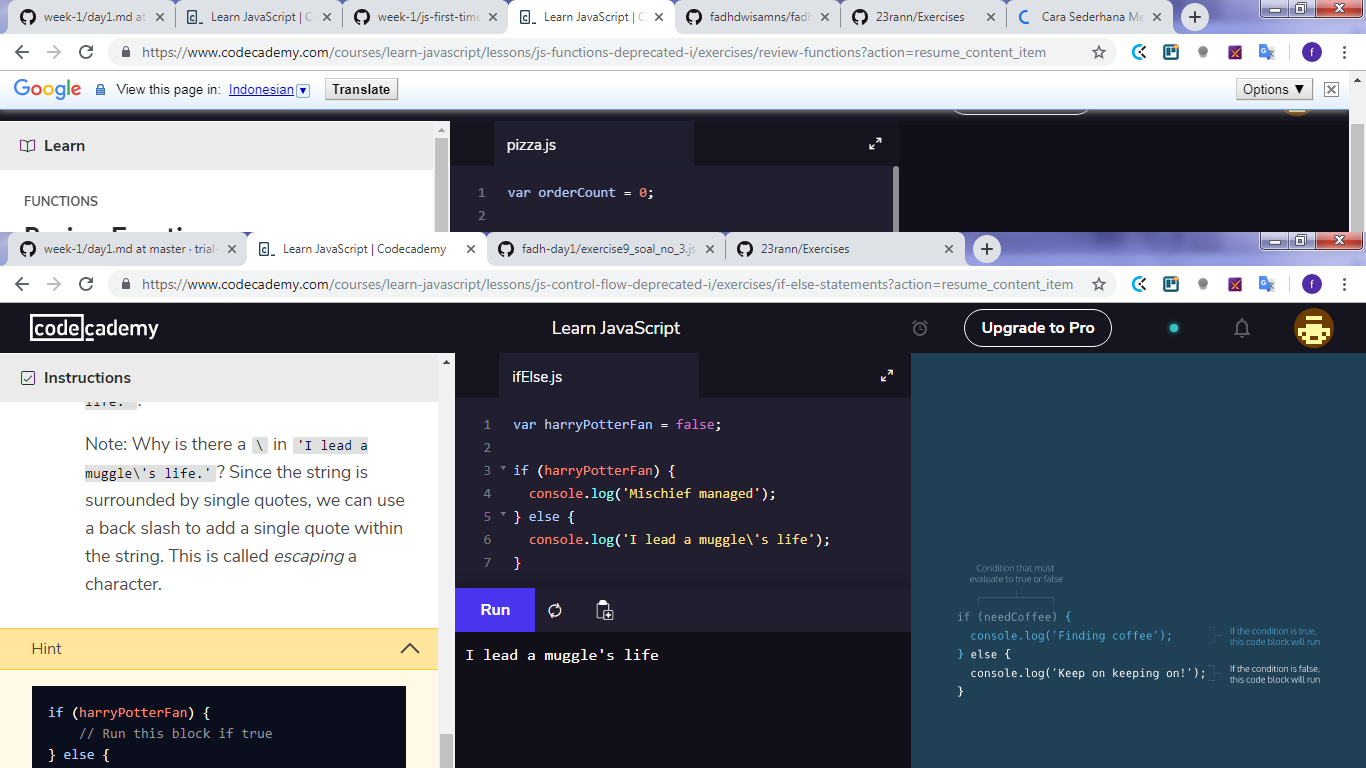 week-1/day1.md at
Learn JavaScript | C
week-1/js-first-time
Learn JavaScript | C
fadhdwisamns/fadh
23rann/Exercises
Cara Sederhana Me
https://www.codecademy.com/courses/learn-javascript/lessons/js-functions-deprecated-i/exercises/review-functions?action=resume_content_item
f
Google View this page in: Indonesian Translate Options ▼
Learn
pizza.js
FUNCTIONS
1 var orderCount = 0;
2
week-1/day1.md at master · trial-
Learn JavaScript | Codecademy
fadh-day1/exercise9_soal_no_3.js
23rann/Exercises
https://www.codecademy.com/courses/learn-javascript/lessons/js-control-flow-deprecated-i/exercises/if-else-statements?action=resume_content_item
f
codecademy
Learn JavaScript
Upgrade to Pro
Instructions
life.' .
Note: Why is there a \ in 'I lead a
muggle\'s life.' ? Since the string is
surrounded by single quotes, we can use
a back slash to add a single quote within
the string. This is called escaping a
character.
Hint
if (harryPotterFan) {
// Run this block if true
} else {
ifElse.js
1 var harryPotterFan = false;
2
3 if (harryPotterFan) {
4 console.log('Mischief managed');
5 } else {
6 console.log('I lead a muggle\'s life');
7 }
Run
I lead a muggle's life
Condition that must
evaluate to true or false
if (needCoffee) {
console.log('Finding coffee');
} else {
console.log('Keep on keeping on!');
}
If the condition is true,
this code block will run
If the condition is false,
this code block will run